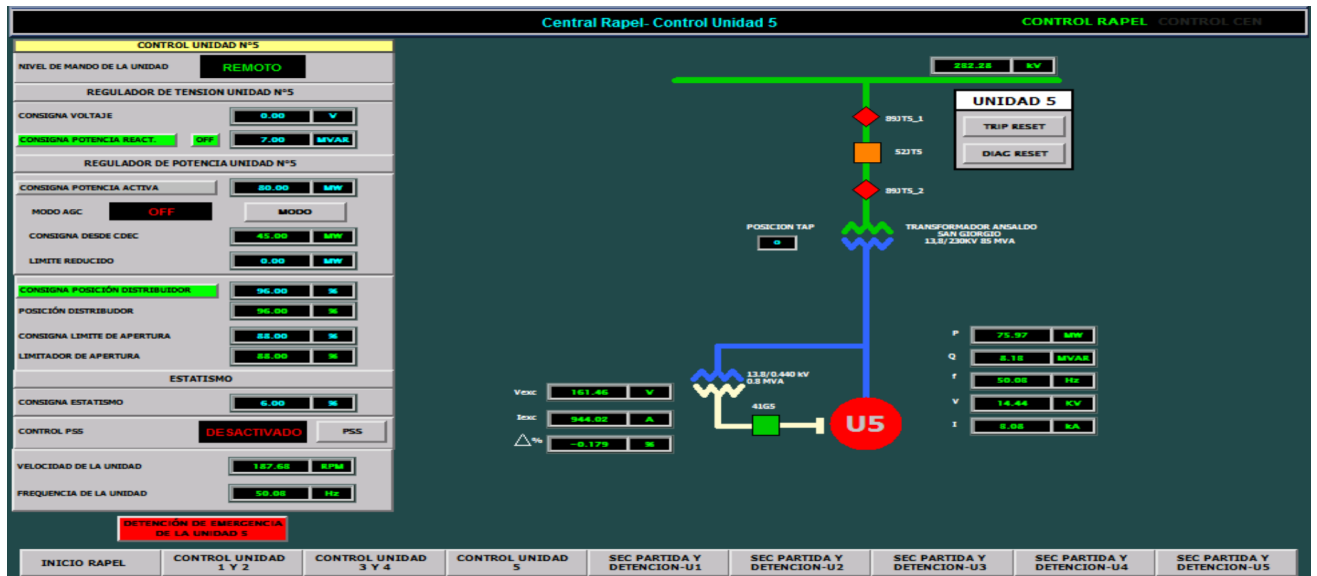 Central Rapel- Control Unidad 5
CONTROL RAPEL CONTROL CEN
CONTROL UNIDAD Nº5
NIVEL DE MANDO DE LA UNIDAD REMOTO
REGULADOR DE TENSION UNIDAD Nº5
CONSIGNA VOLTAJE 0.00 V
CONSIGNA POTENCIA REACT. OFF 7.00 MVAR
REGULADOR DE POTENCIA UNIDAD Nº5
CONSIGNA POTENCIA ACTIVA 80.00 MW
MODO AGC OFF MODO
CONSIGNA DESDE CDEC 45.00 MW
LIMITE REDUCIDO 0.00 MW
CONSIGNA POSICIÓN DISTRIBUIDOR 96.00 %
POSICIÓN DISTRIBUDOR 96.00 %
CONSIGNA LIMITE DE APERTURA 88.00 %
LIMITADOR DE APERTURA 88.00 %
ESTATISMO
CONSIGNA ESTATISMO 6.00 %
CONTROL PSS DESACTIVADO PSS
VELOCIDAD DE LA UNIDAD 187.68 RPM
FREQUENCIA DE LA UNIDAD 50.08 Hz
DETENCIÓN DE EMERGENCIA
DE LA UNIDAD 5
282.28 kV
UNIDAD 5
TRIP RESET
DIAG RESET
89JT5_1
52JT5
89JT5_2
POSICION TAP
0
TRANSFORMADOR ANSALDO
SAN GIORGIO
13,8/230KV 85 MVA
13.8/0.440 kV
0.8 MVA
41G5
U5
Vexc 161.46 V
Iexc 944.02 A
△% -0.179 %
P 75.97 MW
Q 8.18 MVAR
f 50.08 Hz
V 14.44 KV
I 8.08 kA
INICIO RAPEL
CONTROL UNIDAD
1 Y 2
CONTROL UNIDAD
3 Y 4
CONTROL UNIDAD
5
SEC PARTIDA Y
DETENCION-U1
SEC PARTIDA Y
DETENCION-U2
SEC PARTIDA Y
DETENCION-U3
SEC PARTIDA Y
DETENCION-U4
SEC PARTIDA Y
DETENCION-U5